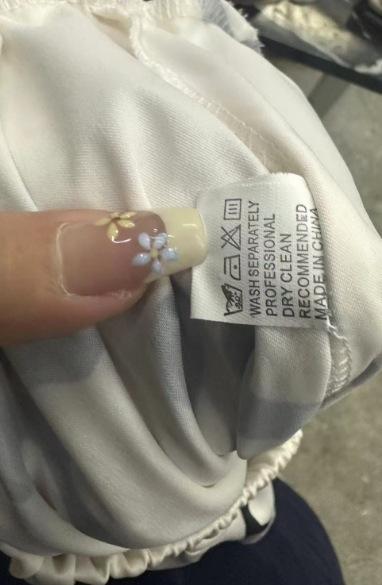 WASH SEPARATELY
PROFESSIONAL
DRY CLEAN
RECOMMENDED
MADE IN CHINA